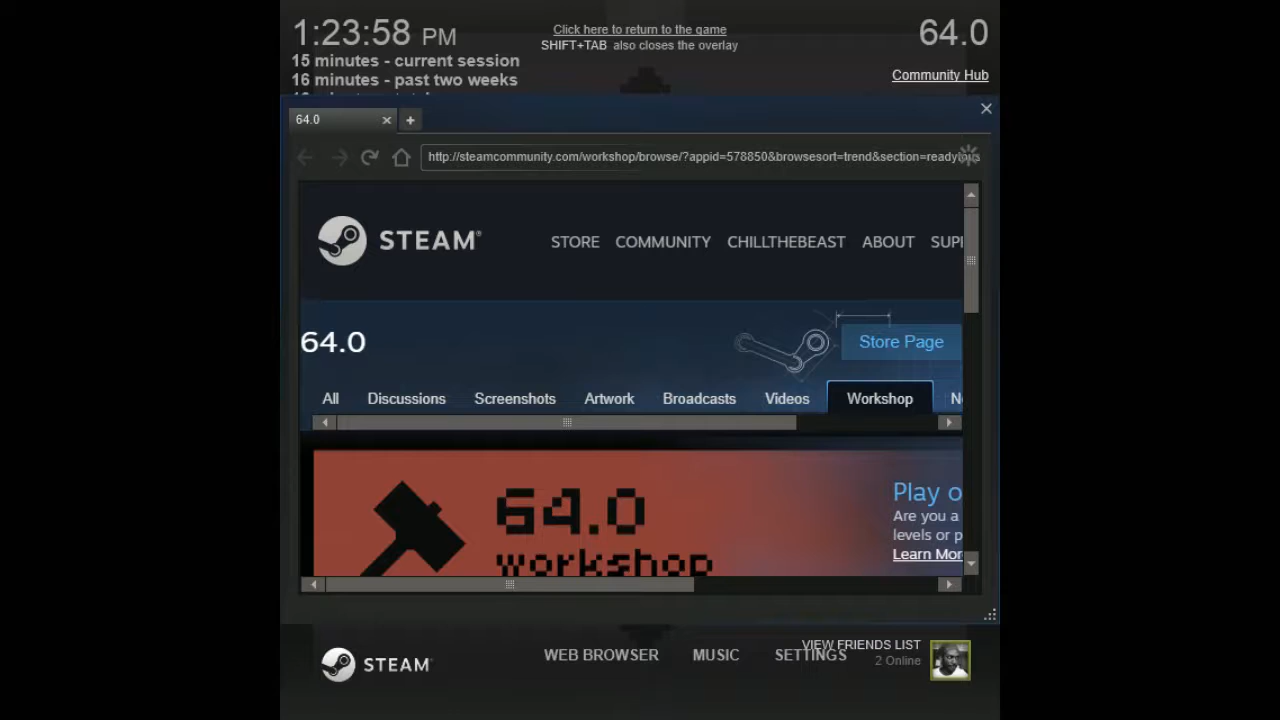 1:23:58 PM
Click here to return to the game
64.0
SHIFT+TAB also closes the overlay
15 minutes - current session
16 minutes - past two weeks
Community Hub
64.0
http://steamcommunity.com/workshop/browse/?appid=578850&browsesort=trend&section=ready
STEAM®
STORE COMMUNITY CHILLTHEBEAST ABOUT SUP
64.0
Store Page
All Discussions Screenshots Artwork Broadcasts Videos Workshop N
64.0
workshop
Play o
Are you a
levels or p
Learn Mor
VIEW FRIENDS LIST
STEAM
WEB BROWSER MUSIC SETTINGS
2 Online